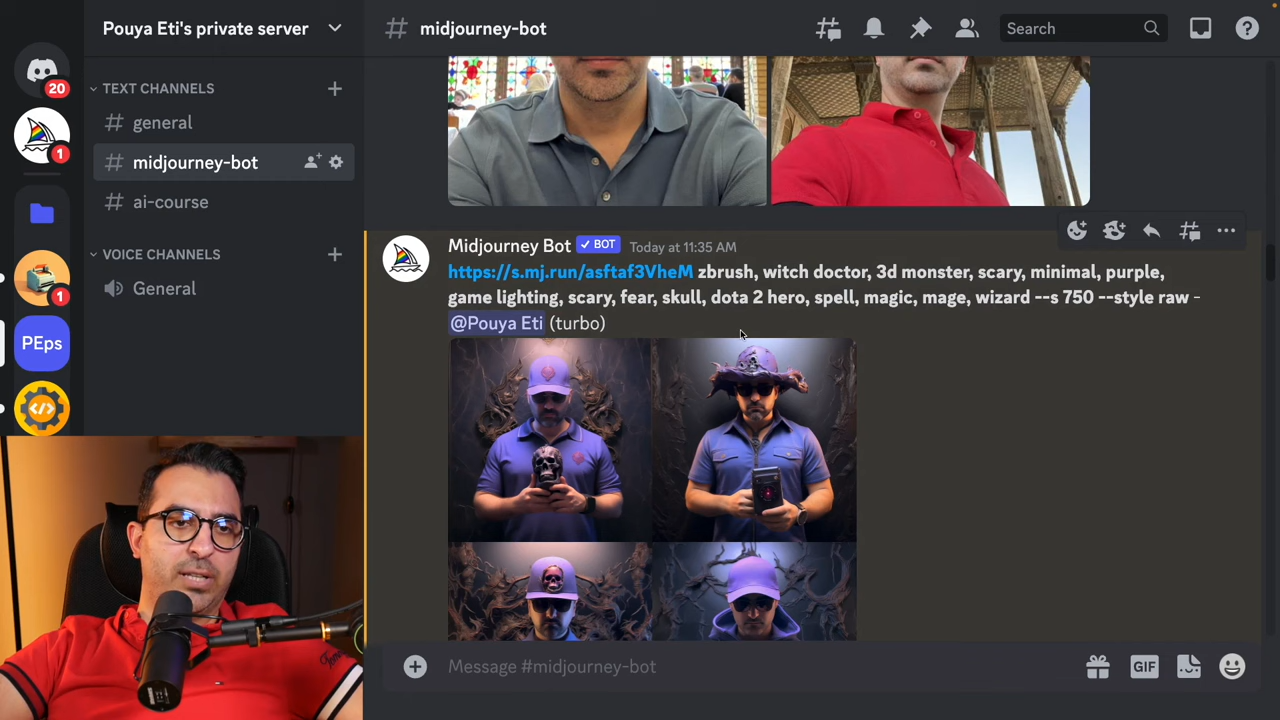 Pouya Eti's private server
midjourney-bot
Search
20
TEXT CHANNELS
general
1
midjourney-bot
ai-course
VOICE CHANNELS
General
1
PEps
Midjourney Bot ✓ BOT Today at 11:35 AM
https://s.mj.run/asftaf3VheM zbrush, witch doctor, 3d monster, scary, minimal, purple,
game lighting, scary, fear, skull, dota 2 hero, spell, magic, mage, wizard --s 750 --style raw -
@Pouya Eti (turbo)
Message #midjourney-bot
GIF